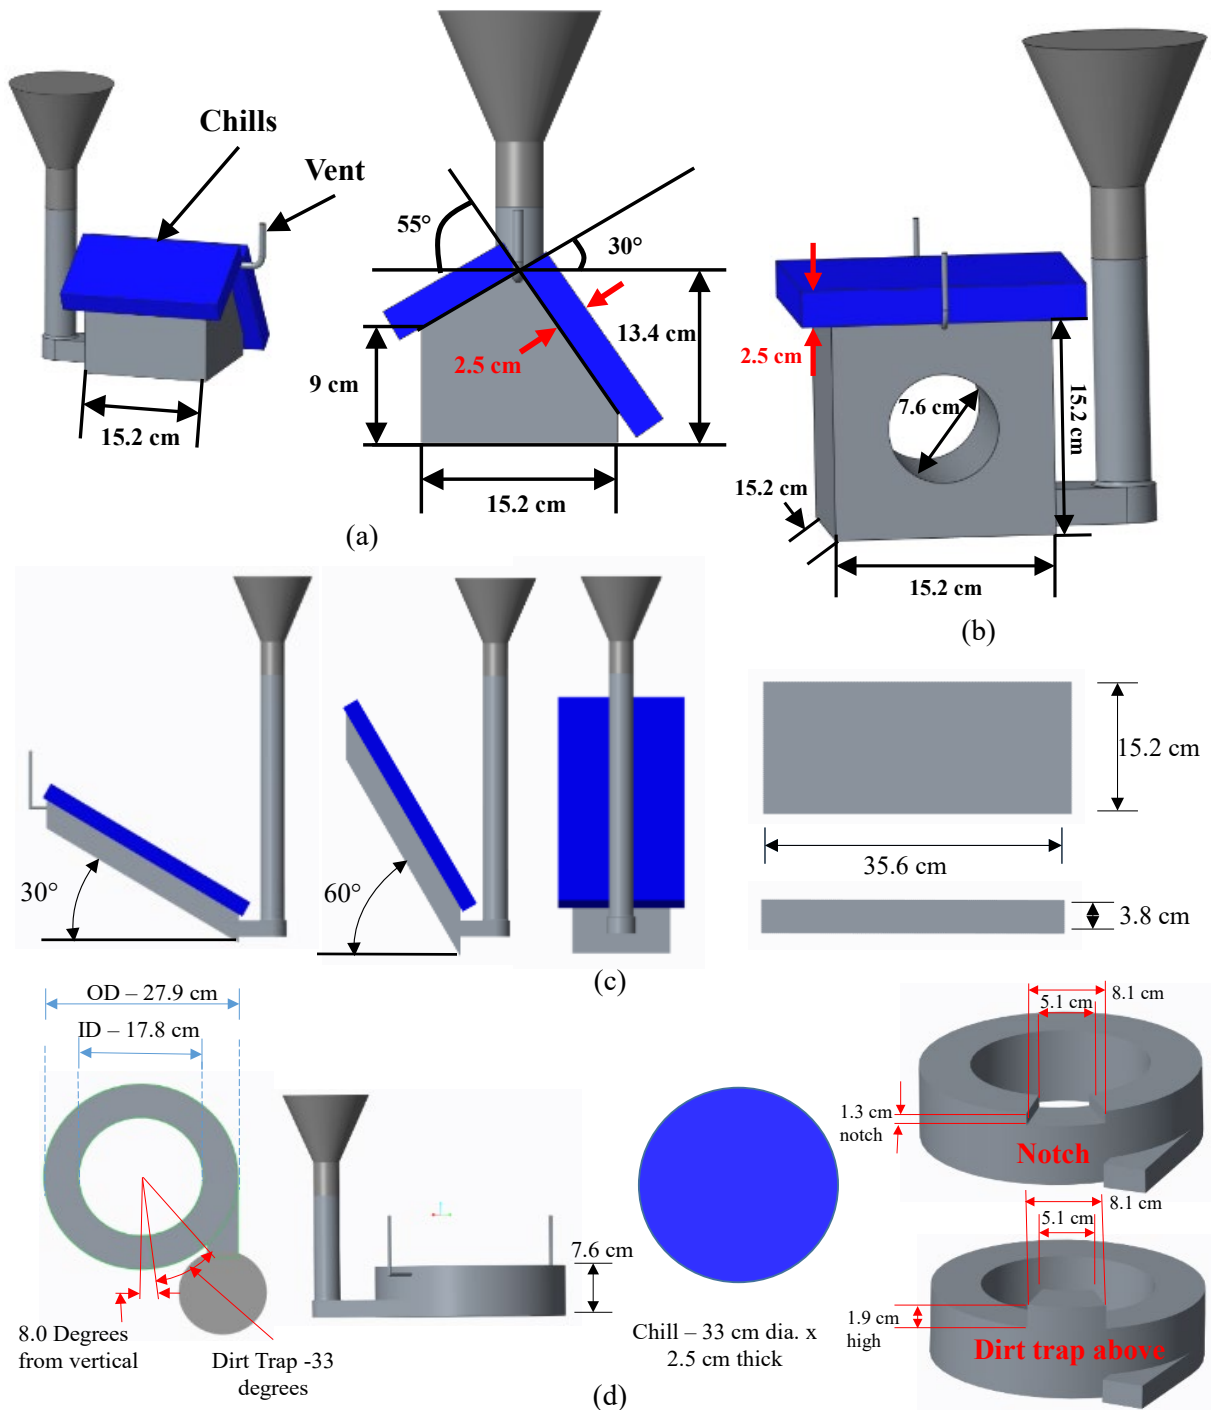 Chills
Vent
15.2 cm
55°
30°
13.4 cm
2.5 cm
9 cm
15.2 cm
(a)
2.5 cm
7.6 cm
15.2 cm
15.2 cm
15.2 cm
(b)
30°
60°
15.2 cm
35.6 cm
3.8 cm
(c)
OD – 27.9 cm
ID – 17.8 cm
8.0 Degrees
from vertical
Dirt Trap -33
degrees
7.6 cm
Chill – 33 cm dia. x
2.5 cm thick
8.1 cm
5.1 cm
1.3 cm
notch
Notch
8.1 cm
5.1 cm
1.9 cm
high
Dirt trap above
(d)